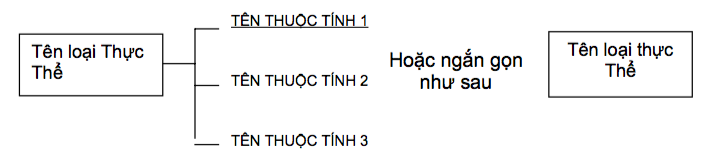 TÊN THUỘC TÍNH 1
Tên loại Thực
Thể
TÊN THUỘC TÍNH 2
TÊN THUỘC TÍNH 3
Hoặc ngắn gọn
như sau
Tên loại thực
Thể